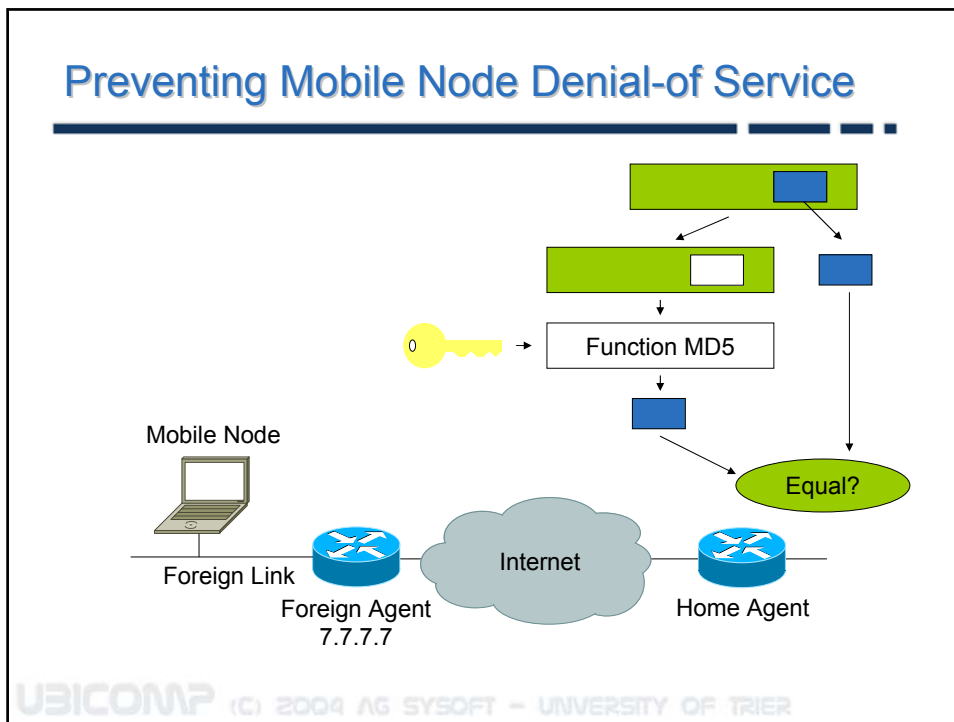 Preventing Mobile Node Denial-of Service
Function MD5
Mobile Node
Equal?
Internet
Foreign Link
Foreign Agent
7.7.7.7
Home Agent
UBICOMP (C) 2004 AG SYSOFT - UNIVERSITY OF TRIER